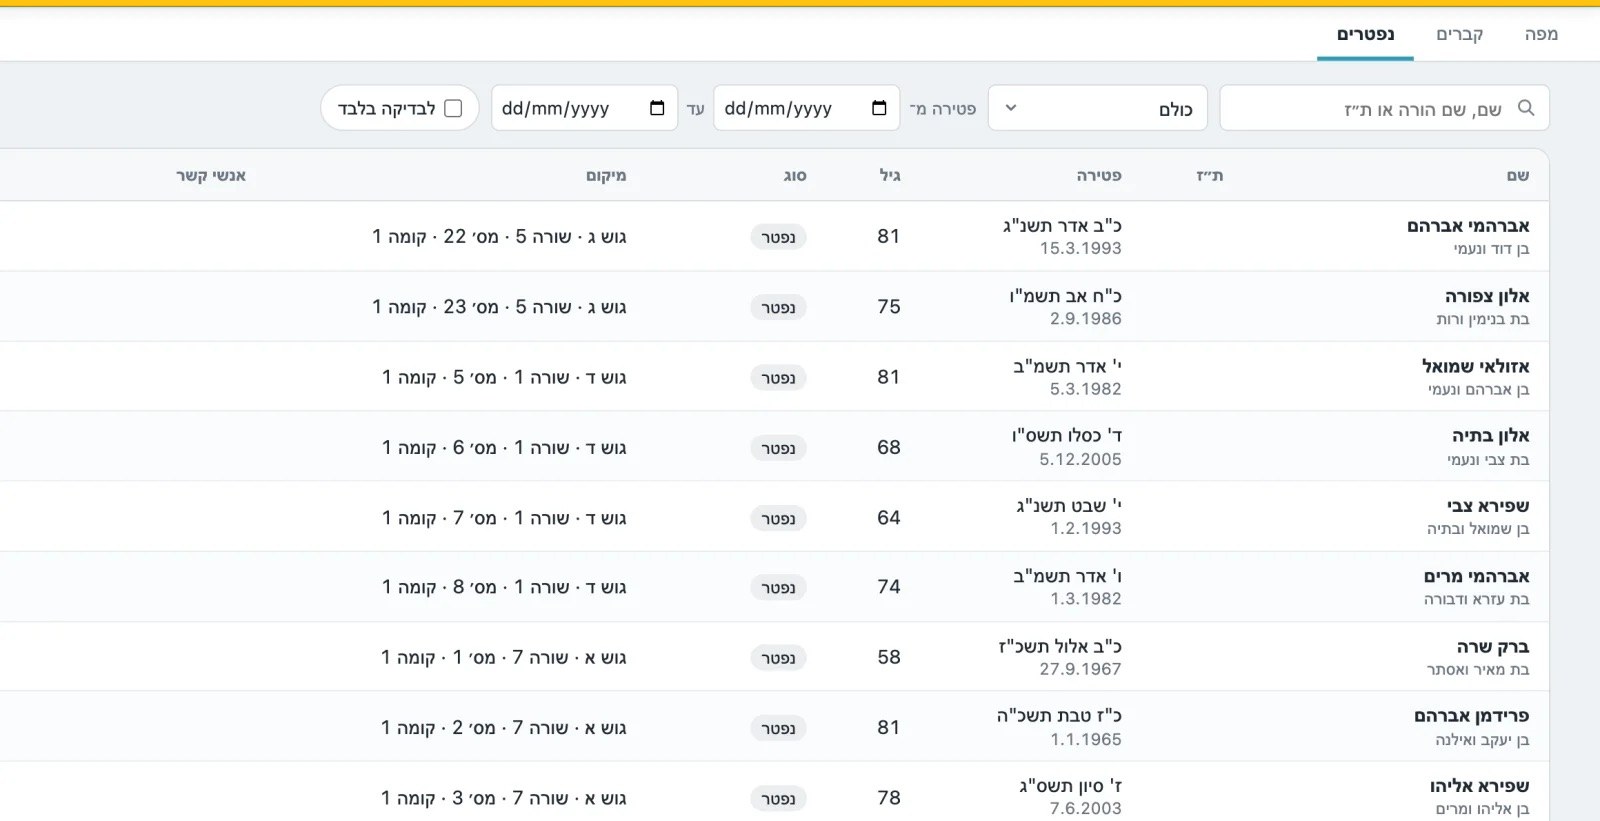 מפה קברים נפטרים
שם, שם הורה או ת״ז כולם פטירה מ־ dd/mm/yyyy עד dd/mm/yyyy לבדיקה בלבד
שם ת״ז פטירה גיל סוג מיקום אנשי קשר
אברהמי אברהם כ"ב אדר תשנ"ג 81 נפטר גוש ג · שורה 5 · מס׳ 22 · קומה 1
בן דוד ונעמי 15.3.1993
אלון צפורה כ"ח אב תשמ"ו 75 נפטר גוש ג · שורה 5 · מס׳ 23 · קומה 1
בת בנימין ורות 2.9.1986
אזולאי שמואל י' אדר תשמ"ב 81 נפטר גוש ד · שורה 1 · מס׳ 5 · קומה 1
בן אברהם ונעמי 5.3.1982
אלון בתיה ד' כסלו תשס"ו 68 נפטר גוש ד · שורה 1 · מס׳ 6 · קומה 1
בת צבי ונעמי 5.12.2005
שפירא צבי י' שבט תשנ"ג 64 נפטר גוש ד · שורה 1 · מס׳ 7 · קומה 1
בן שמואל ובתיה 1.2.1993
אברהמי מרים ו' אדר תשמ"ב 74 נפטר גוש ד · שורה 1 · מס׳ 8 · קומה 1
בת עזרא ודבורה 1.3.1982
ברק שרה כ"ב אלול תשכ"ז 58 נפטר גוש א · שורה 7 · מס׳ 1 · קומה 1
בת מאיר ואסתר 27.9.1967
פרידמן אברהם כ"ז טבת תשכ"ה 81 נפטר גוש א · שורה 7 · מס׳ 2 · קומה 1
בן יעקב ואילנה 1.1.1965
שפירא אליהו ז' סיון תשס"ג 78 נפטר גוש א · שורה 7 · מס׳ 3 · קומה 1
בן אליהו ומרים 7.6.2003